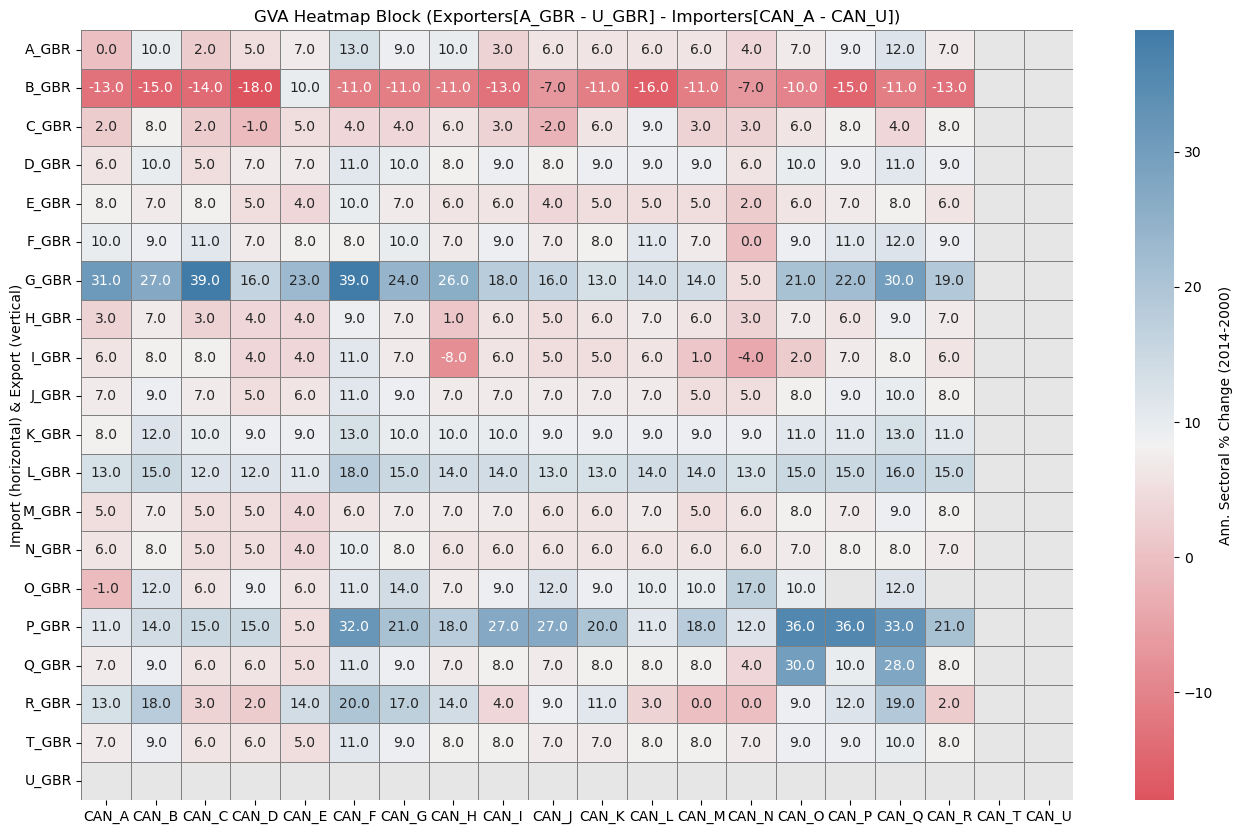 GVA Heatmap Block (Exporters[A_GBR - U_GBR] - Importers[CAN_A - CAN_U])
Import (horizontal) & Export (vertical)
A_GBR 0.0 10.0 2.0 5.0 7.0 13.0 9.0 10.0 3.0 6.0 6.0 6.0 6.0 4.0 7.0 9.0 12.0 7.0
B_GBR -13.0 -15.0 -14.0 -18.0 10.0 -11.0 -11.0 -11.0 -13.0 -7.0 -11.0 -16.0 -11.0 -7.0 -10.0 -15.0 -11.0 -13.0
C_GBR 2.0 8.0 2.0 -1.0 5.0 4.0 4.0 6.0 3.0 -2.0 6.0 9.0 3.0 3.0 6.0 8.0 4.0 8.0
D_GBR 6.0 10.0 5.0 7.0 7.0 11.0 10.0 8.0 9.0 8.0 9.0 9.0 9.0 6.0 10.0 9.0 11.0 9.0
E_GBR 8.0 7.0 8.0 5.0 4.0 10.0 7.0 6.0 6.0 4.0 5.0 5.0 5.0 2.0 6.0 7.0 8.0 6.0
F_GBR 10.0 9.0 11.0 7.0 8.0 8.0 10.0 7.0 9.0 7.0 8.0 11.0 7.0 0.0 9.0 11.0 12.0 9.0
G_GBR 31.0 27.0 39.0 16.0 23.0 39.0 24.0 26.0 18.0 16.0 13.0 14.0 14.0 5.0 21.0 22.0 30.0 19.0
H_GBR 3.0 7.0 3.0 4.0 4.0 9.0 7.0 1.0 6.0 5.0 6.0 7.0 6.0 3.0 7.0 6.0 9.0 7.0
I_GBR 6.0 8.0 8.0 4.0 4.0 11.0 7.0 -8.0 6.0 5.0 5.0 6.0 1.0 -4.0 2.0 7.0 8.0 6.0
J_GBR 7.0 9.0 7.0 5.0 6.0 11.0 9.0 7.0 7.0 7.0 7.0 7.0 5.0 5.0 8.0 9.0 10.0 8.0
K_GBR 8.0 12.0 10.0 9.0 9.0 13.0 10.0 10.0 10.0 9.0 9.0 9.0 9.0 9.0 11.0 11.0 13.0 11.0
L_GBR 13.0 15.0 12.0 12.0 11.0 18.0 15.0 14.0 14.0 13.0 13.0 14.0 14.0 13.0 15.0 15.0 16.0 15.0
M_GBR 5.0 7.0 5.0 5.0 4.0 6.0 7.0 7.0 7.0 6.0 6.0 7.0 5.0 6.0 8.0 7.0 9.0 8.0
N_GBR 6.0 8.0 5.0 5.0 4.0 10.0 8.0 6.0 6.0 6.0 6.0 6.0 6.0 6.0 7.0 8.0 8.0 7.0
O_GBR -1.0 12.0 6.0 9.0 6.0 11.0 14.0 7.0 9.0 12.0 9.0 10.0 10.0 17.0 10.0 12.0
P_GBR 11.0 14.0 15.0 15.0 5.0 32.0 21.0 18.0 27.0 27.0 20.0 11.0 18.0 12.0 36.0 36.0 33.0 21.0
Q_GBR 7.0 9.0 6.0 6.0 5.0 11.0 9.0 7.0 8.0 7.0 8.0 8.0 8.0 4.0 30.0 10.0 28.0 8.0
R_GBR 13.0 18.0 3.0 2.0 14.0 20.0 17.0 14.0 4.0 9.0 11.0 3.0 0.0 0.0 9.0 12.0 19.0 2.0
T_GBR 7.0 9.0 6.0 6.0 5.0 11.0 9.0 8.0 8.0 7.0 7.0 8.0 8.0 7.0 9.0 9.0 10.0 8.0
U_GBR
CAN_A CAN_B CAN_C CAN_D CAN_E CAN_F CAN_G CAN_H CAN_I CAN_J CAN_K CAN_L CAN_M CAN_N CAN_O CAN_P CAN_Q CAN_R CAN_T CAN_U
30
20
10
0
−10
Ann. Sectoral % Change (2014-2000)